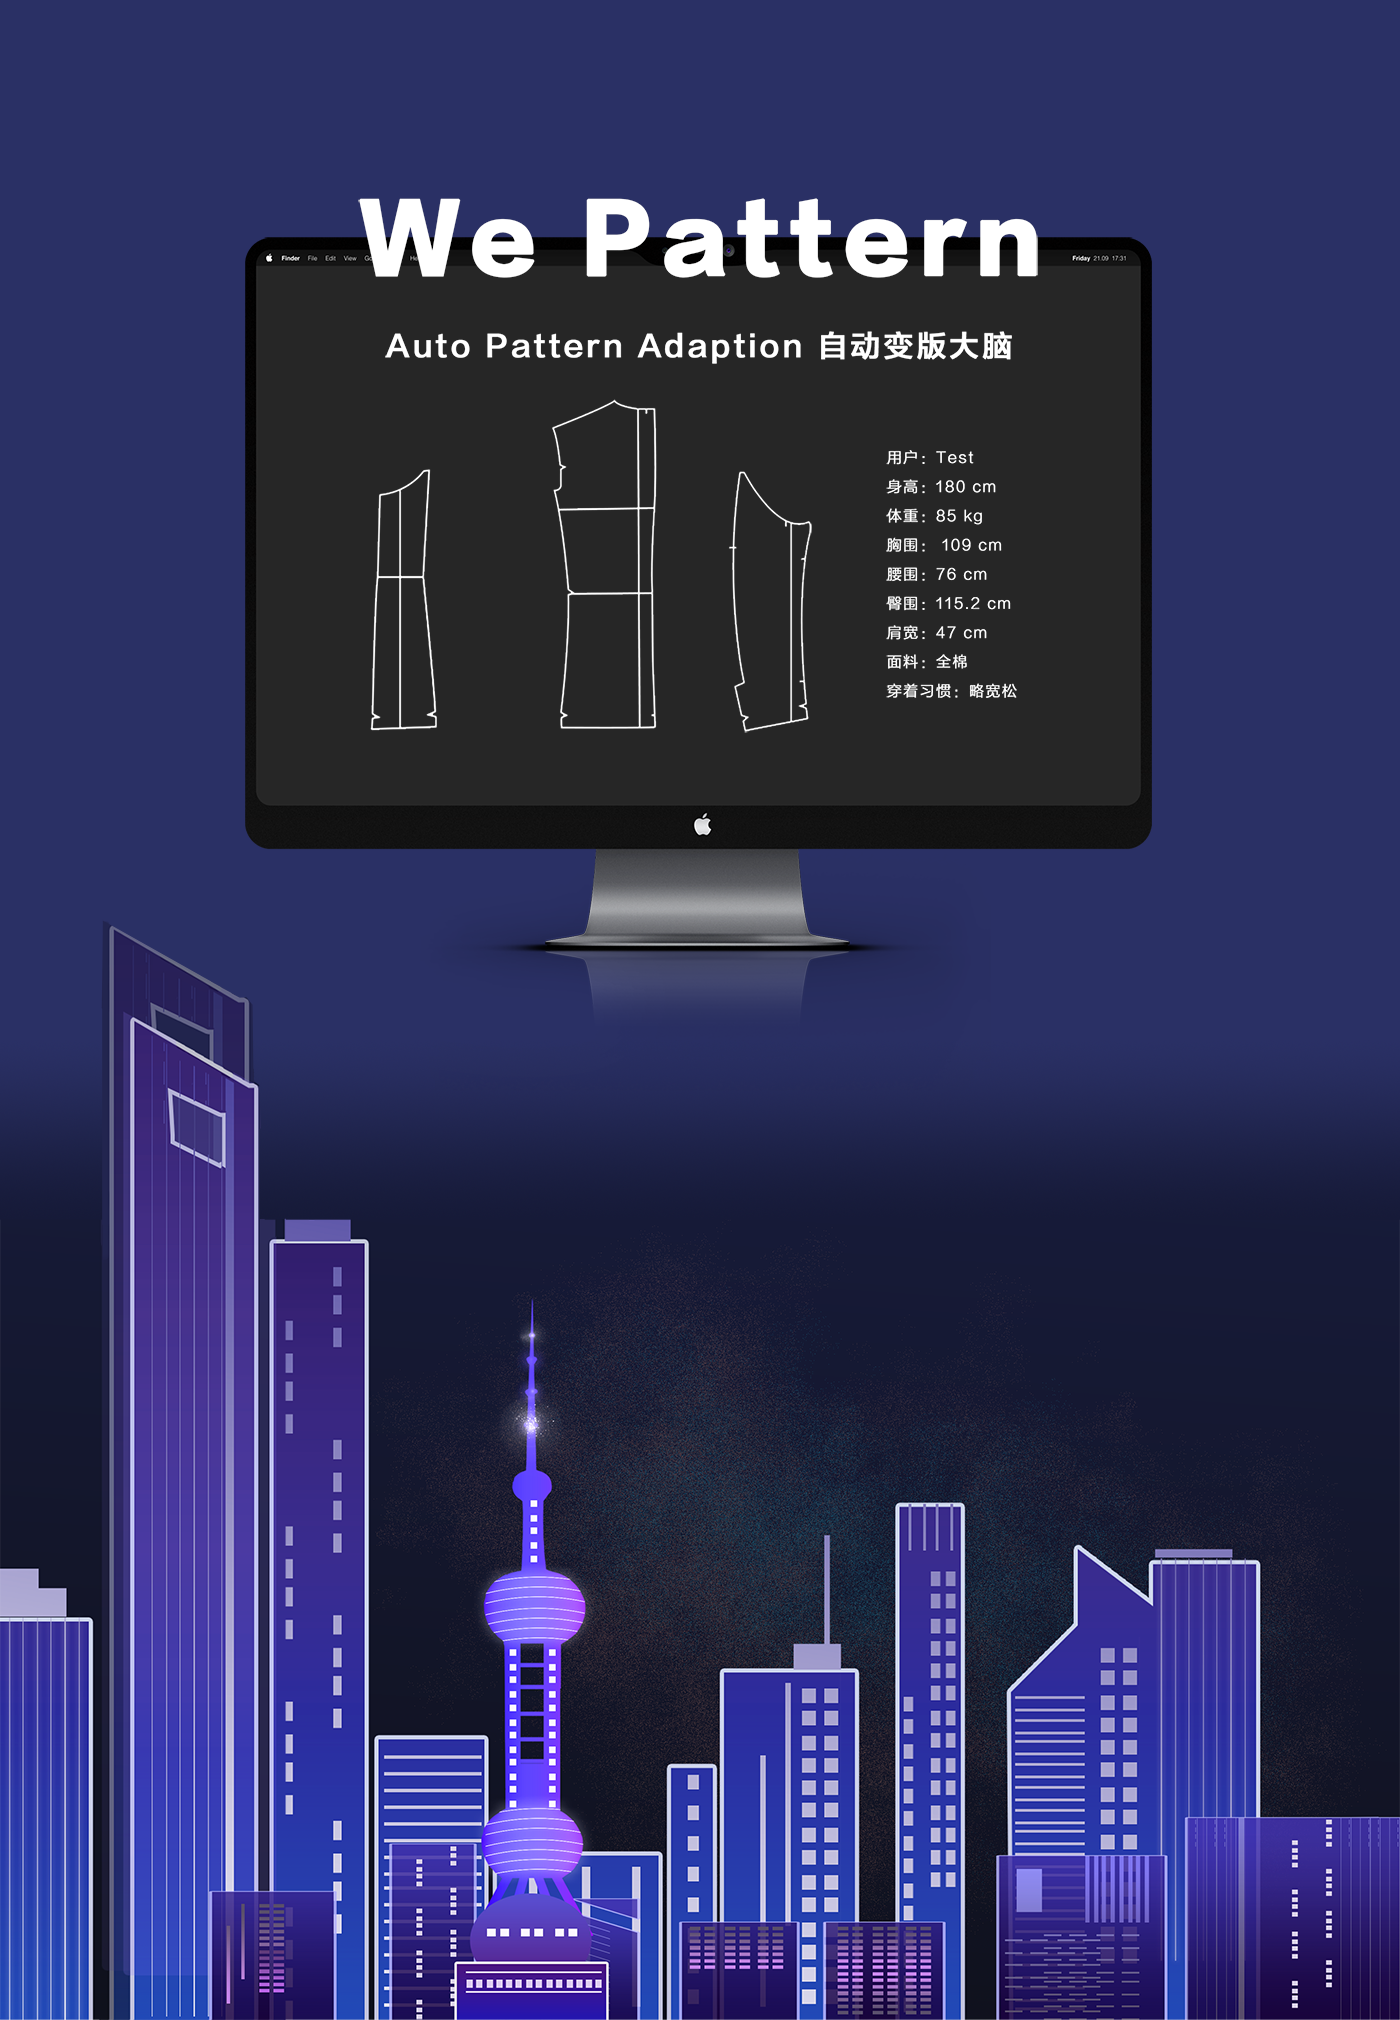 We Pattern
Finder File Edit View
Friday 21.09 17:31
Auto Pattern Adaption 自动变版大脑
用户：Test
身高：180 cm
体重：85 kg
胸围： 109 cm
腰围：76 cm
臀围：115.2 cm
肩宽：47 cm
面料：全棉
穿着习惯：略宽松